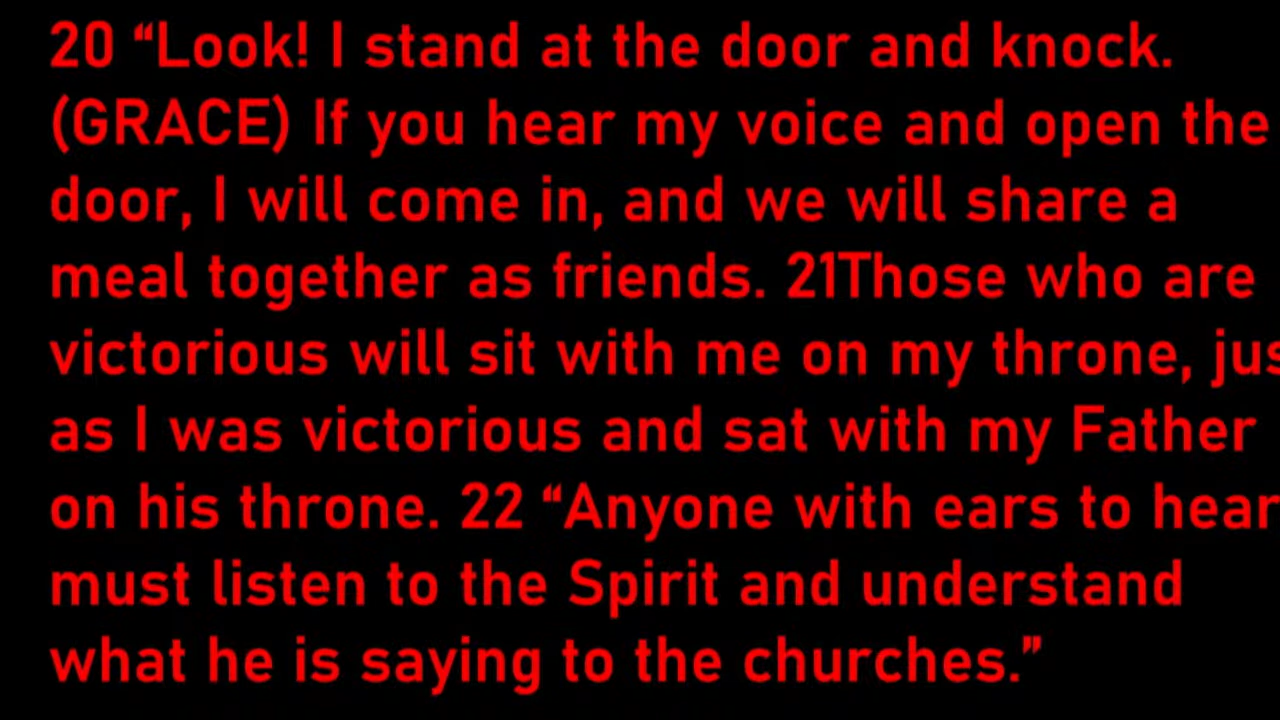 20 “Look! I stand at the door and knock.
(GRACE) If you hear my voice and open the
door, I will come in, and we will share a
meal together as friends. 21Those who are
victorious will sit with me on my throne, jus
as I was victorious and sat with my Father
on his throne. 22 “Anyone with ears to hear
must listen to the Spirit and understand
what he is saying to the churches.”